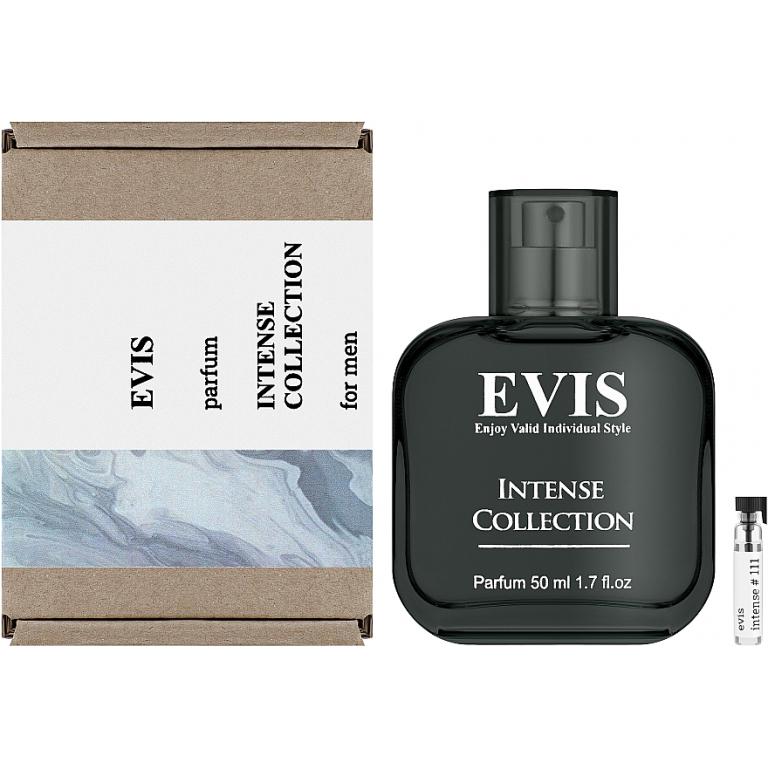 EVIS
parfum
INTENSE
COLLECTION
for men
EVIS
Enjoy Valid Individual Style
INTENSE
COLLECTION
Parfum 50 ml 1.7 fl.oz
evis
intense # 111